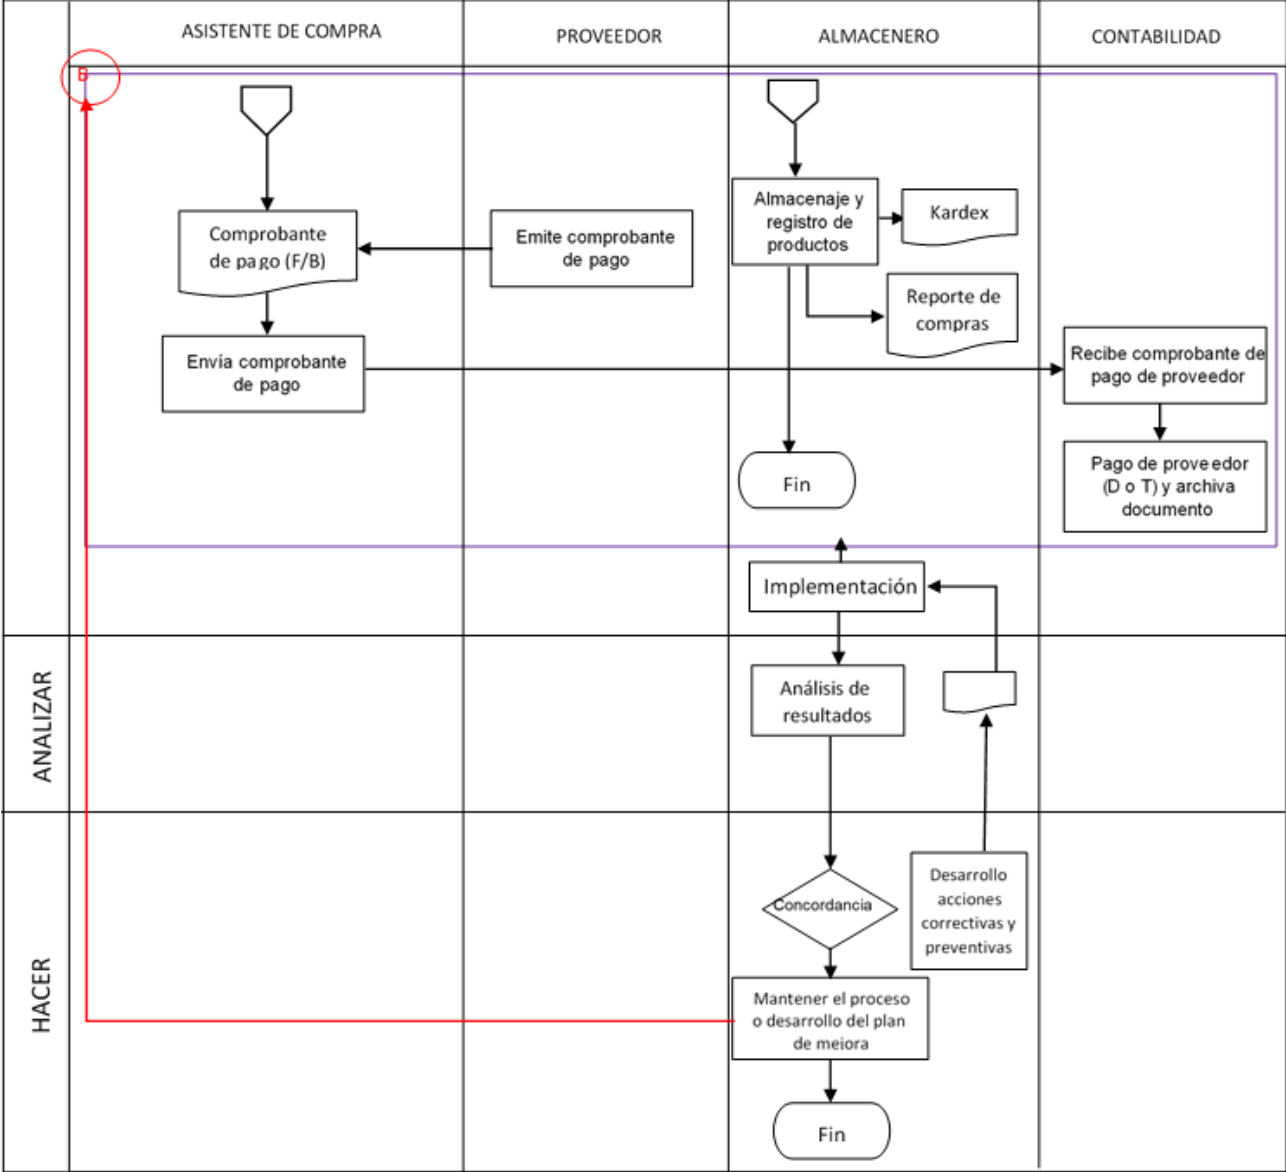 ASISTENTE DE COMPRA
PROVEEDOR
ALMACENERO
CONTABILIDAD
B
Comprobante
de pago (F/B)
Emite comprobante
de pago
Almacenaje y
registro de
productos
Kardex
Reporte de
compras
Envía comprobante
de pago
Recibe comprobante de
pago de proveedor
Fin
Pago de proveedor
(D o T) y archiva
documento
Implementación
ANALIZAR
Análisis de
resultados
HACER
Concordancia
Desarrollo
acciones
correctivas y
preventivas
Mantener el proceso
o desarrollo del plan
de meiora
Fin